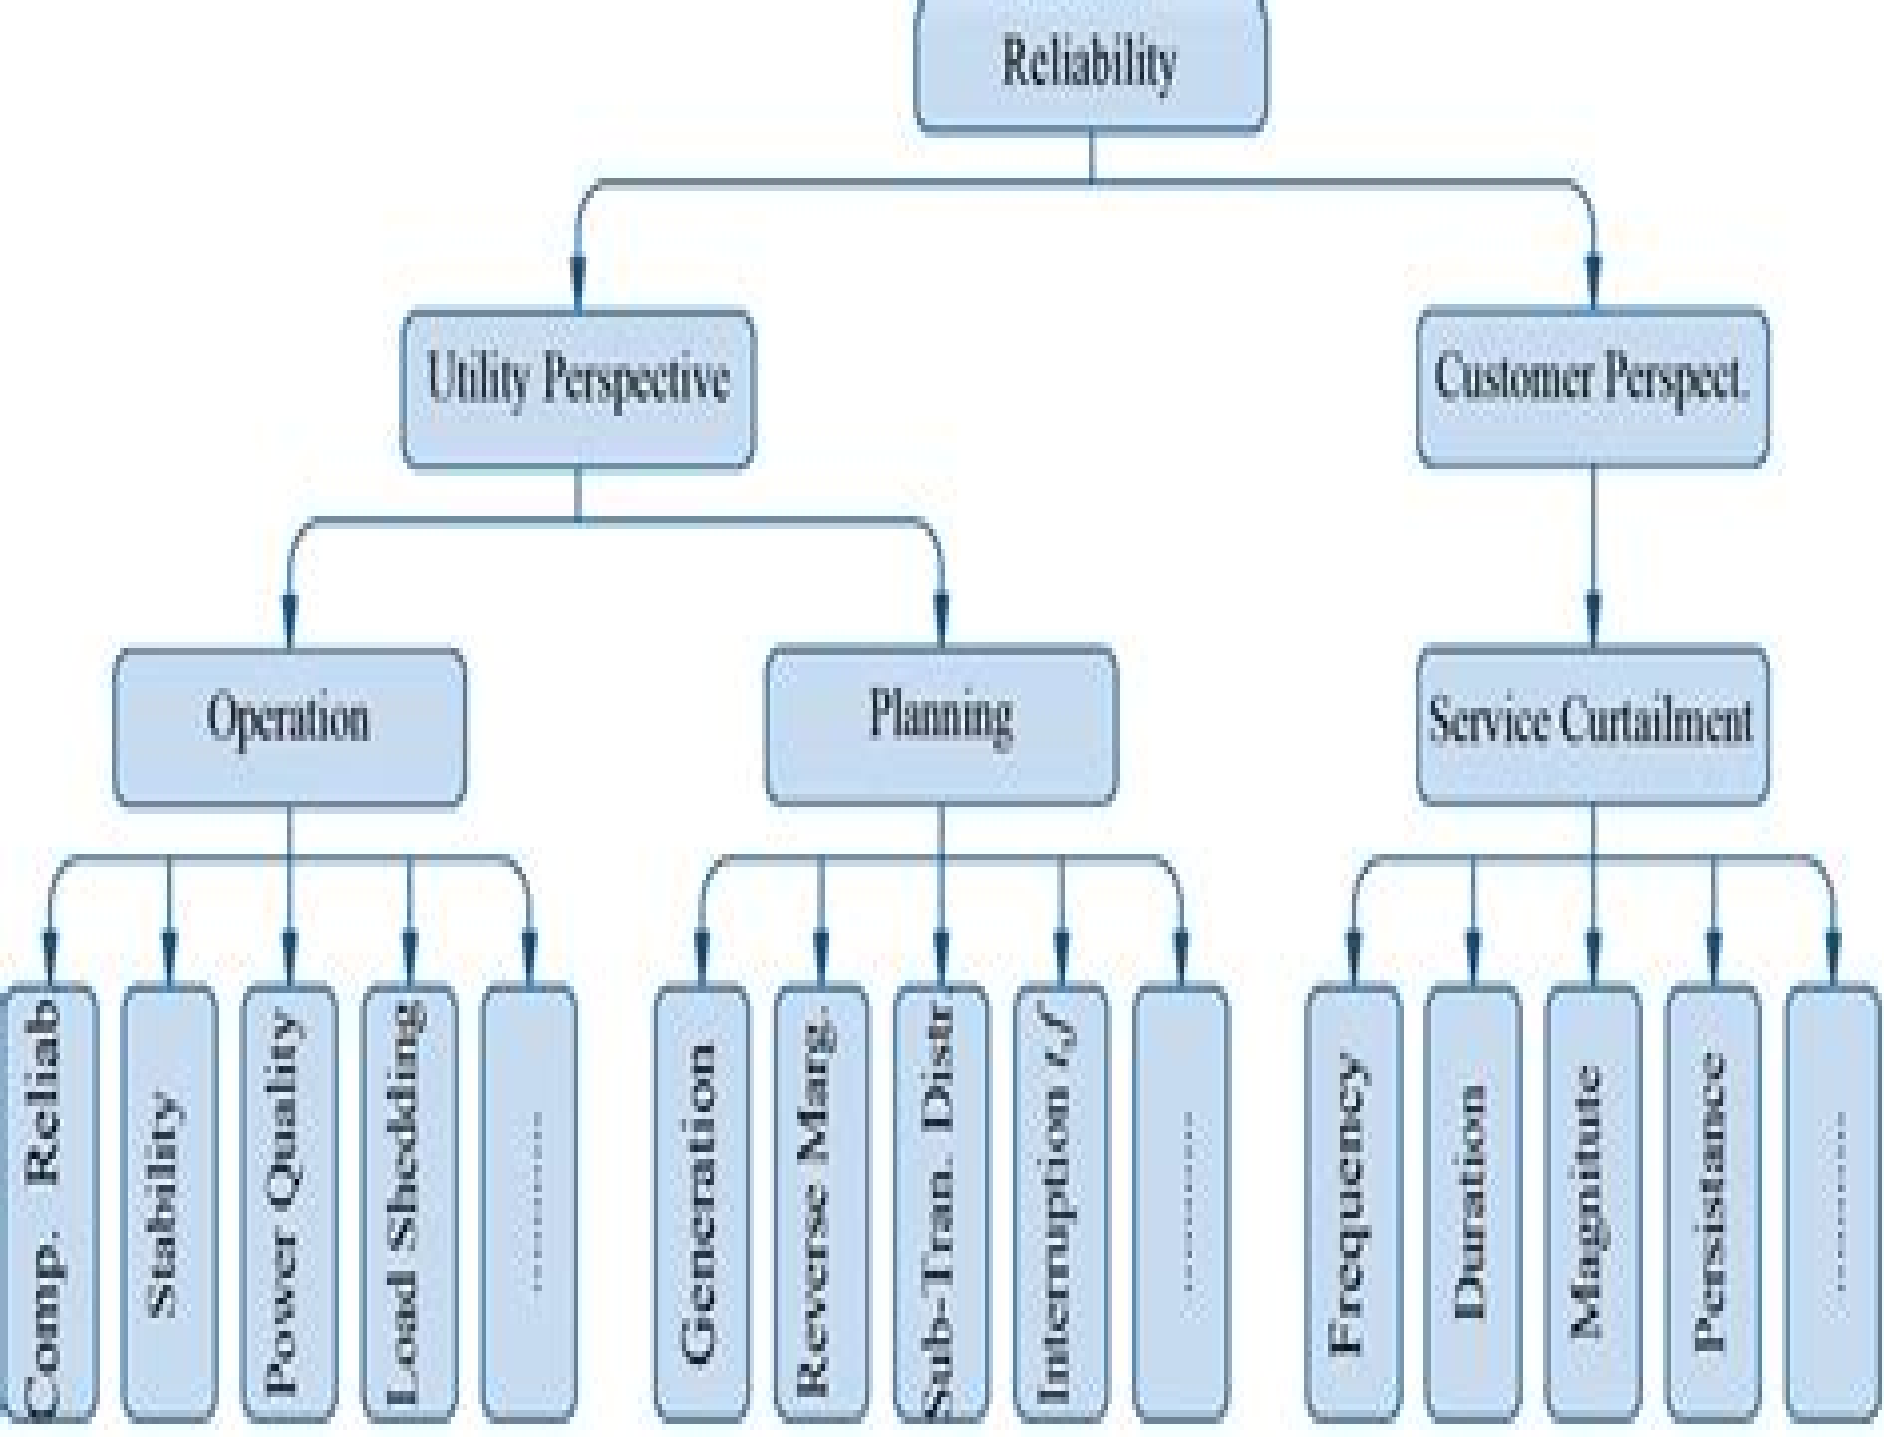 Reliability
Utility Perspective
Customer Perspect.
Operation
Planning
Service Curtailment
Comp. Reliab
Stability
Power Quality
Load Shedding
...........
Generation
Reverse Marg.
Sub-Tran. Distr
Interruption
...........
Frequency
Duration
Magnitute
Persistance
...........